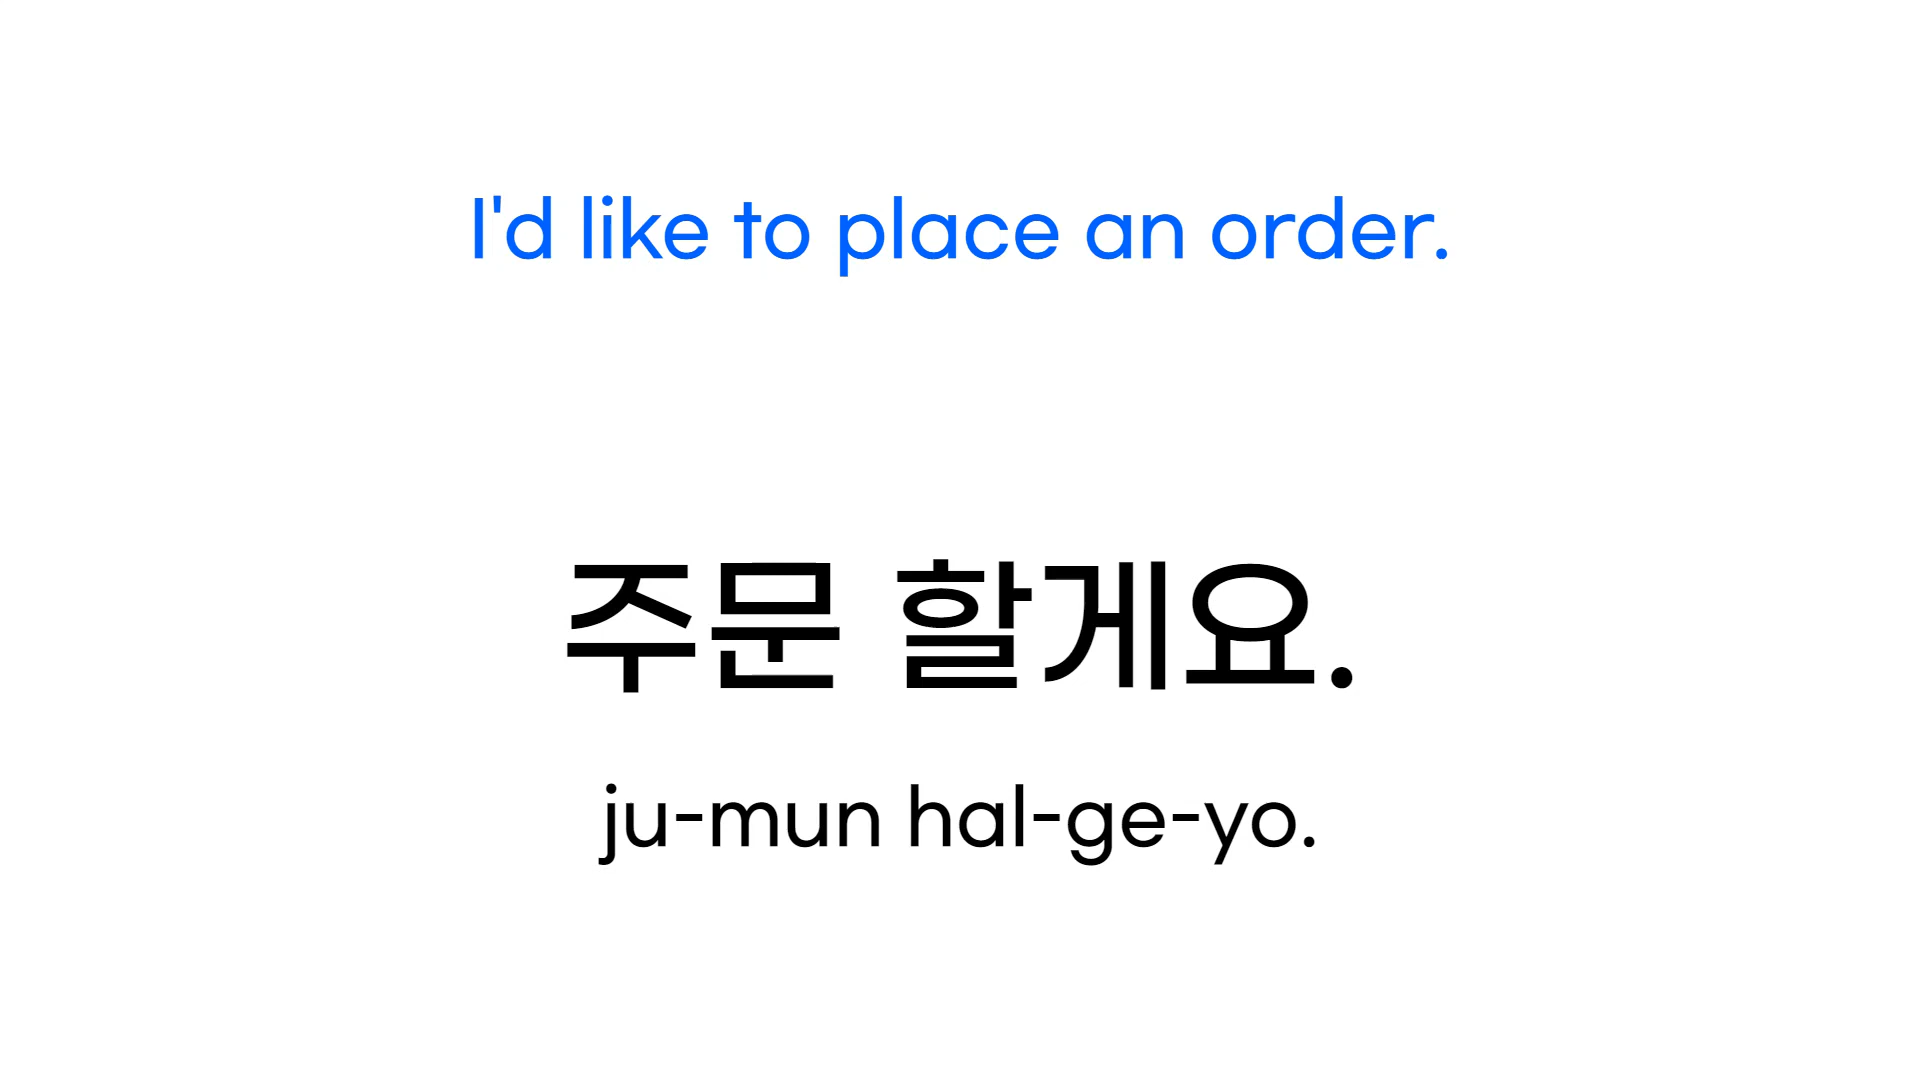 I'd like to place an order.
주문 할게요.
ju-mun hal-ge-yo.